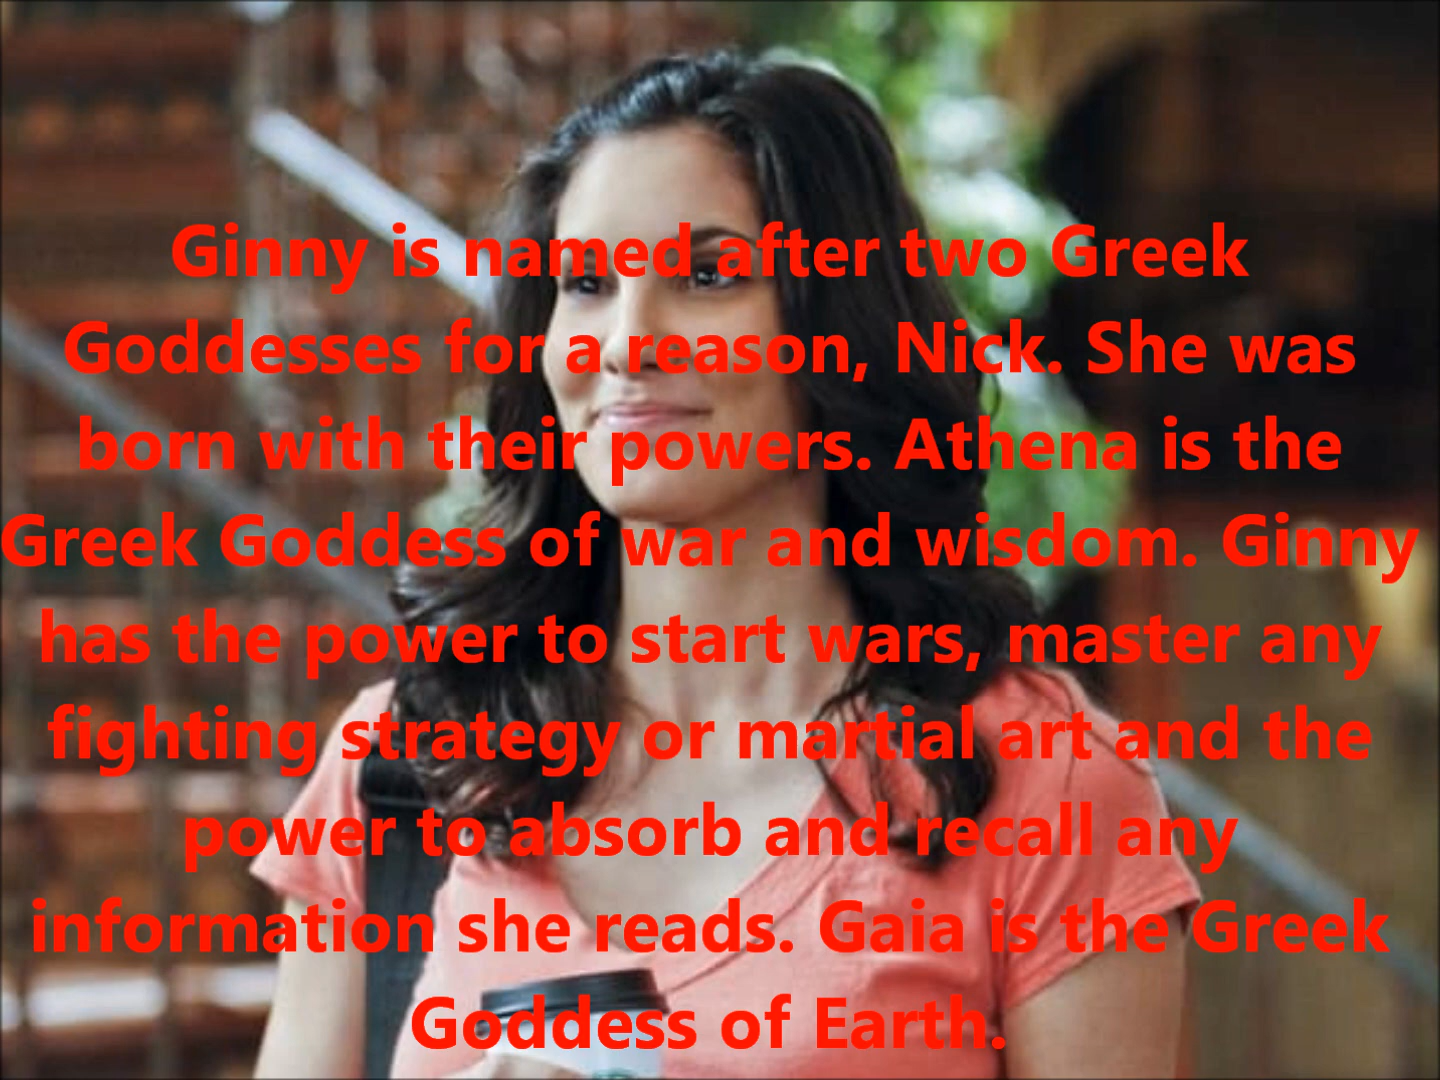 Ginny is named after two Greek
Goddesses for a reason, Nick. She was
born with their powers. Athena is the
Greek Goddess of war and wisdom. Ginny
has the power to start wars, master any
fighting strategy or martial art and the
power to absorb and recall any
information she reads. Gaia is the Greek
Goddess of Earth.